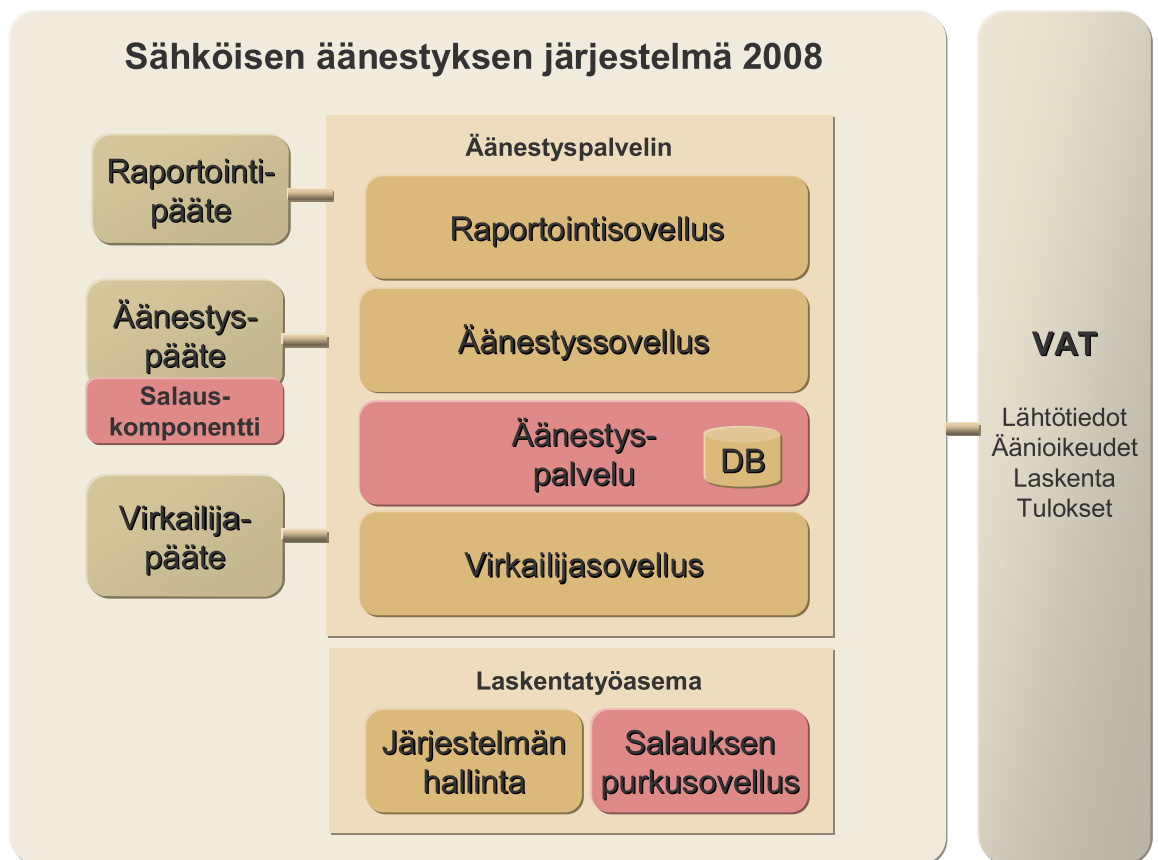 Sähköisen äänestyksen järjestelmä 2008
Raportointi-
pääte
Äänestys-
pääte
Salaus-
komponentti
Virkailija-
pääte
Äänestyspalvelin
Raportointisovellus
Äänestyssovellus
Äänestys-
palvelu
DB
Virkailijasovellus
Laskentatyöasema
Järjestelmän
hallinta
Salauksen
purkusovellus
VAT
Lähtötiedot
Äänioikeudet
Laskenta
Tulokset